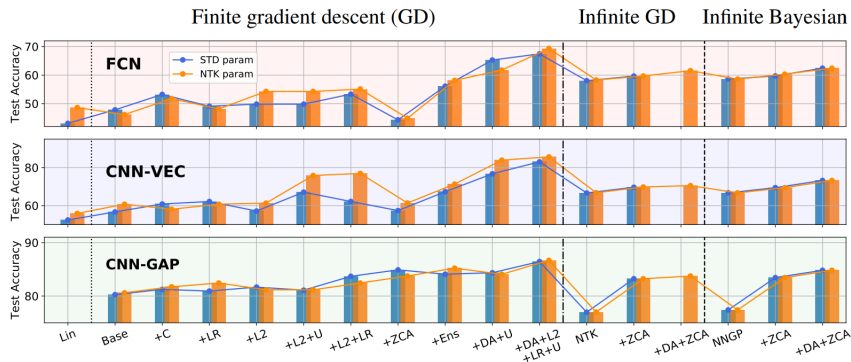 Finite gradient descent (GD) Infinite GD Infinite Bayesian
70
60
50
Test Accuracy
FCN
STD param
NTK param
80
60
Test Accuracy
CNN-VEC
90
80
Test Accuracy
CNN-GAP
Lin Base +C +LR +L2 +L2+U +L2+LR +ZCA +Ens +DA+U +DA+L2 NTK +ZCA +DA+ZCA NNGP +ZCA +DA+ZCA
+LR+U